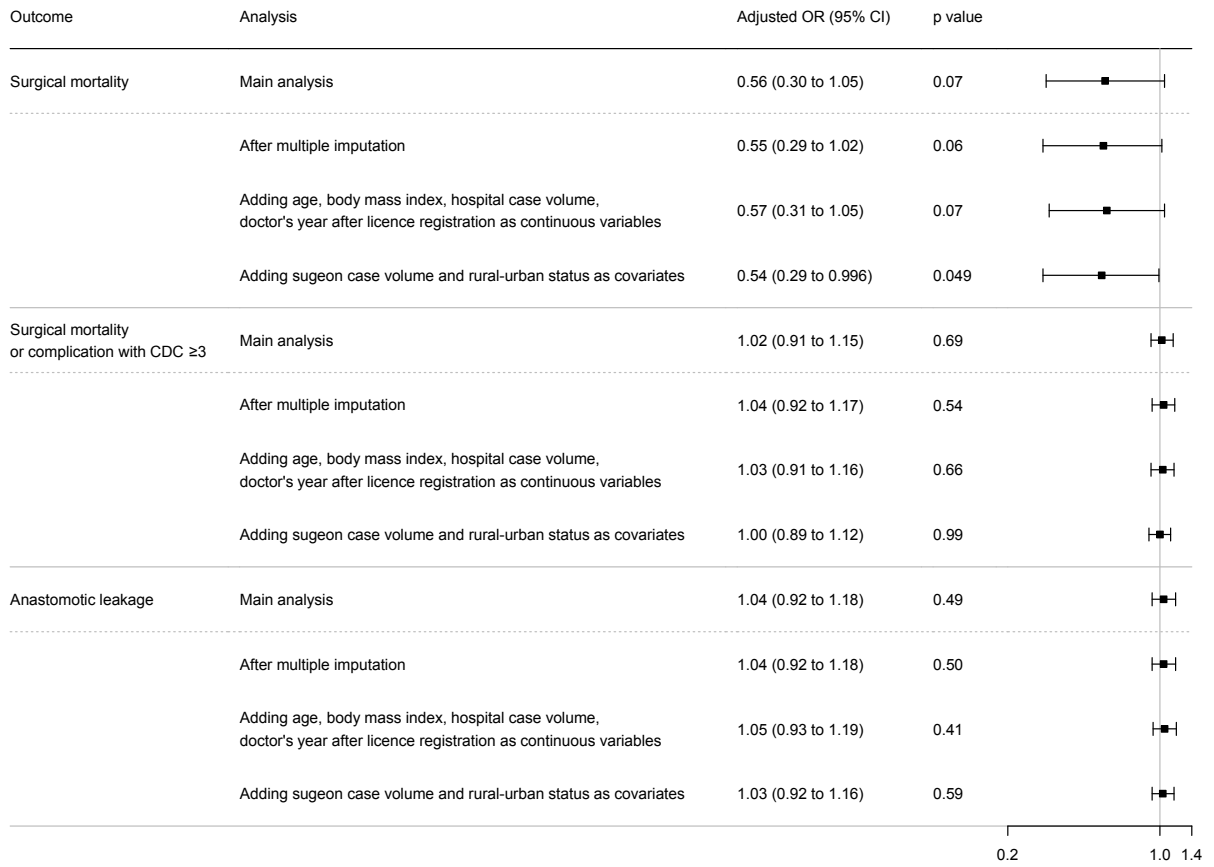 Outcome Analysis Adjusted OR (95% CI) p value
Surgical mortality Main analysis 0.56 (0.30 to 1.05) 0.07
After multiple imputation 0.55 (0.29 to 1.02) 0.06
Adding age, body mass index, hospital case volume,
doctor's year after licence registration as continuous variables 0.57 (0.31 to 1.05) 0.07
Adding sugeon case volume and rural-urban status as covariates 0.54 (0.29 to 0.996) 0.049
Surgical mortality
or complication with CDC ≥3 Main analysis 1.02 (0.91 to 1.15) 0.69
After multiple imputation 1.04 (0.92 to 1.17) 0.54
Adding age, body mass index, hospital case volume,
doctor's year after licence registration as continuous variables 1.03 (0.91 to 1.16) 0.66
Adding sugeon case volume and rural-urban status as covariates 1.00 (0.89 to 1.12) 0.99
Anastomotic leakage Main analysis 1.04 (0.92 to 1.18) 0.49
After multiple imputation 1.04 (0.92 to 1.18) 0.50
Adding age, body mass index, hospital case volume,
doctor's year after licence registration as continuous variables 1.05 (0.93 to 1.19) 0.41
Adding sugeon case volume and rural-urban status as covariates 1.03 (0.92 to 1.16) 0.59
0.2 1.0 1.4